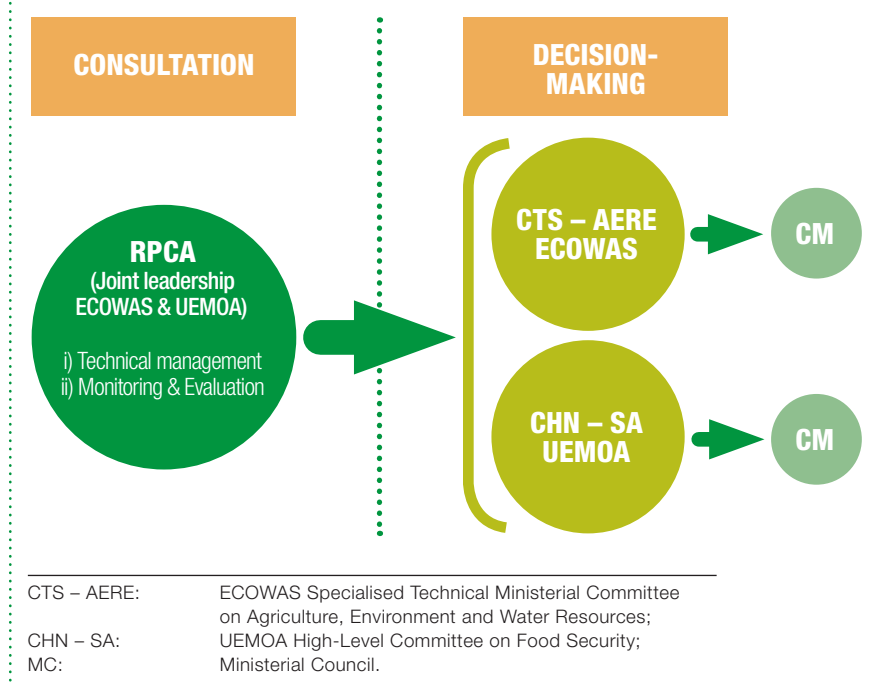 CONSULTATION
DECISION-
MAKING
RPCA
(Joint leadership
ECOWAS & UEMOA)
i) Technical management
ii) Monitoring & Evaluation
CTS – AERE
ECOWAS
CM
CHN – SA
UEMOA
CM
CTS – AERE: ECOWAS Specialised Technical Ministerial Committee
on Agriculture, Environment and Water Resources;
CHN – SA: UEMOA High-Level Committee on Food Security;
MC: Ministerial Council.